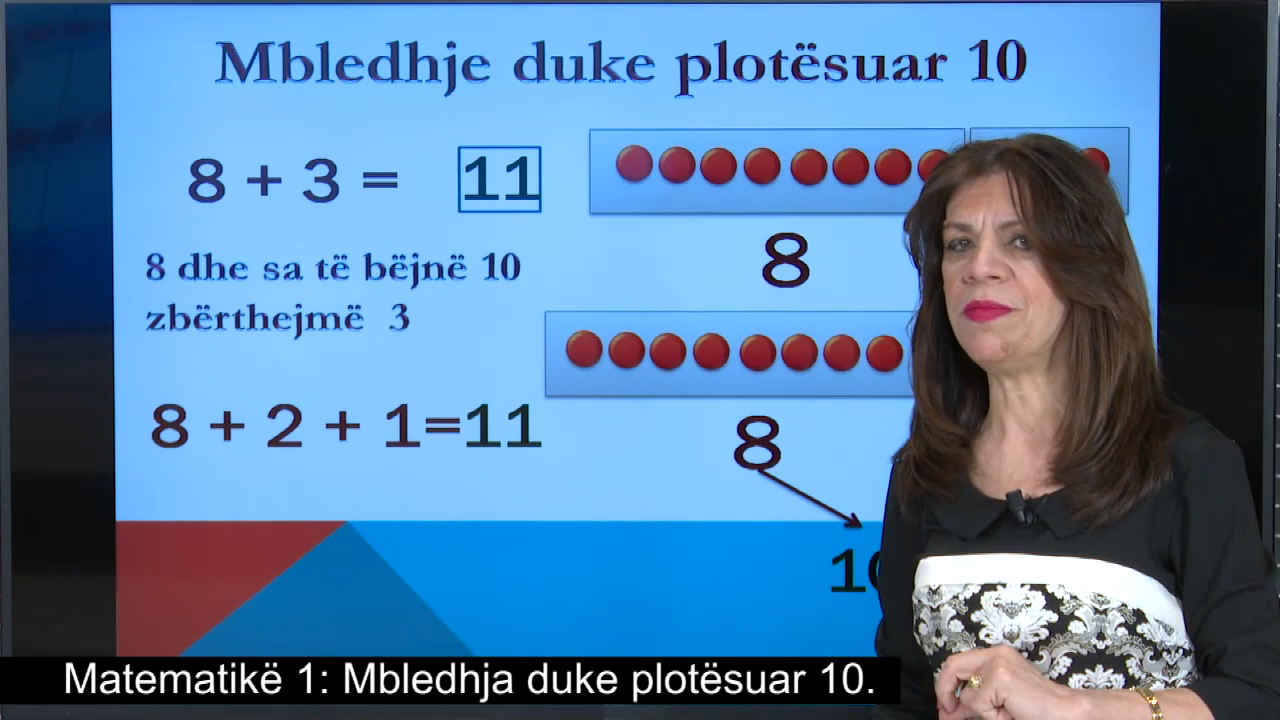 Mbledhje duke plotësuar 10
8 + 3 = 11
8
8 dhe sa të bëjnë 10
zbërthejmë 3
8 + 2 + 1=11
8
10
Matematikë 1: Mbledhja duke plotësuar 10.